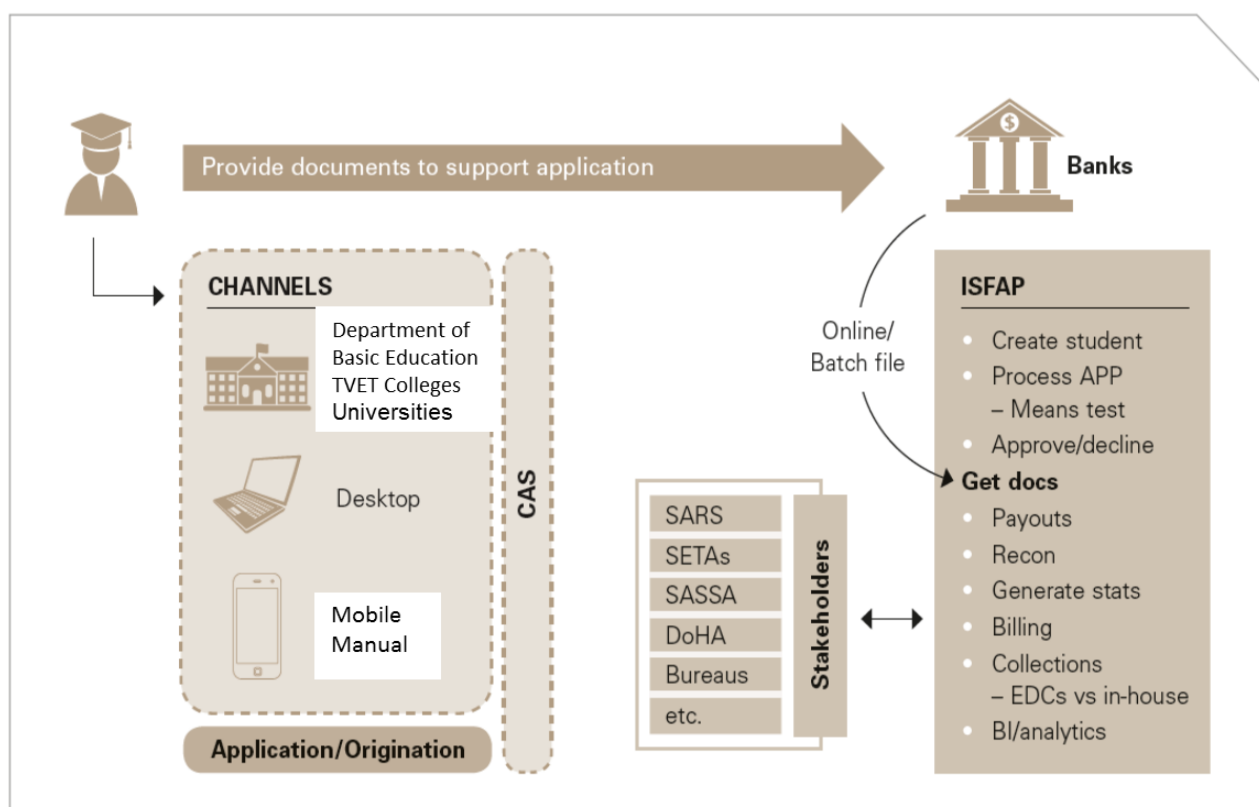 Provide documents to support application
Banks
CHANNELS
Department of
Basic Education
TVET Colleges
Universities
Desktop
Mobile
Manual
Application/Origination
CAS
Online/
Batch file
SARS
SETAs
SASSA
DoHA
Bureaus
etc.
Stakeholders
ISFAP
• Create student
• Process APP
– Means test
• Approve/decline
Get docs
• Payouts
• Recon
• Generate stats
• Billing
• Collections
– EDCs vs in-house
• BI/analytics